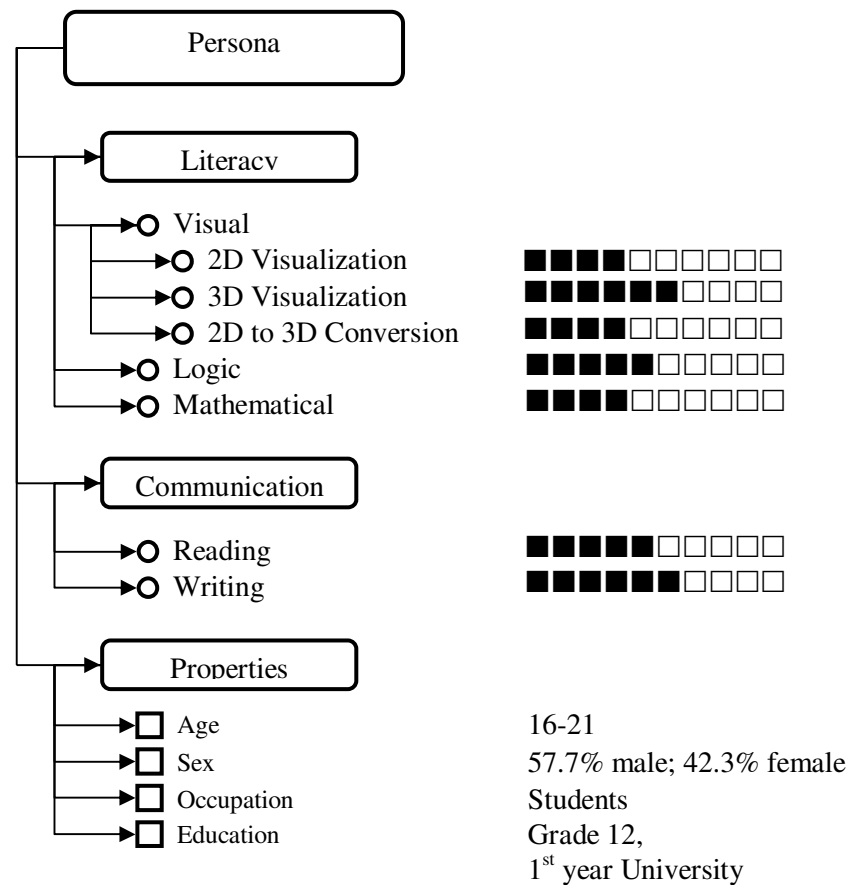 Persona
Literacy
Visual
2D Visualization ■■■■□□□□□□
3D Visualization ■■■■■■□□□□
2D to 3D Conversion ■■■■□□□□□□
Logic ■■■■■□□□□□
Mathematical ■■■■□□□□□□
Communication
Reading ■■■■■□□□□□
Writing ■■■■■■□□□□
Properties
Age 16-21
Sex 57.7% male; 42.3% female
Occupation Students
Education Grade 12,
1st year University